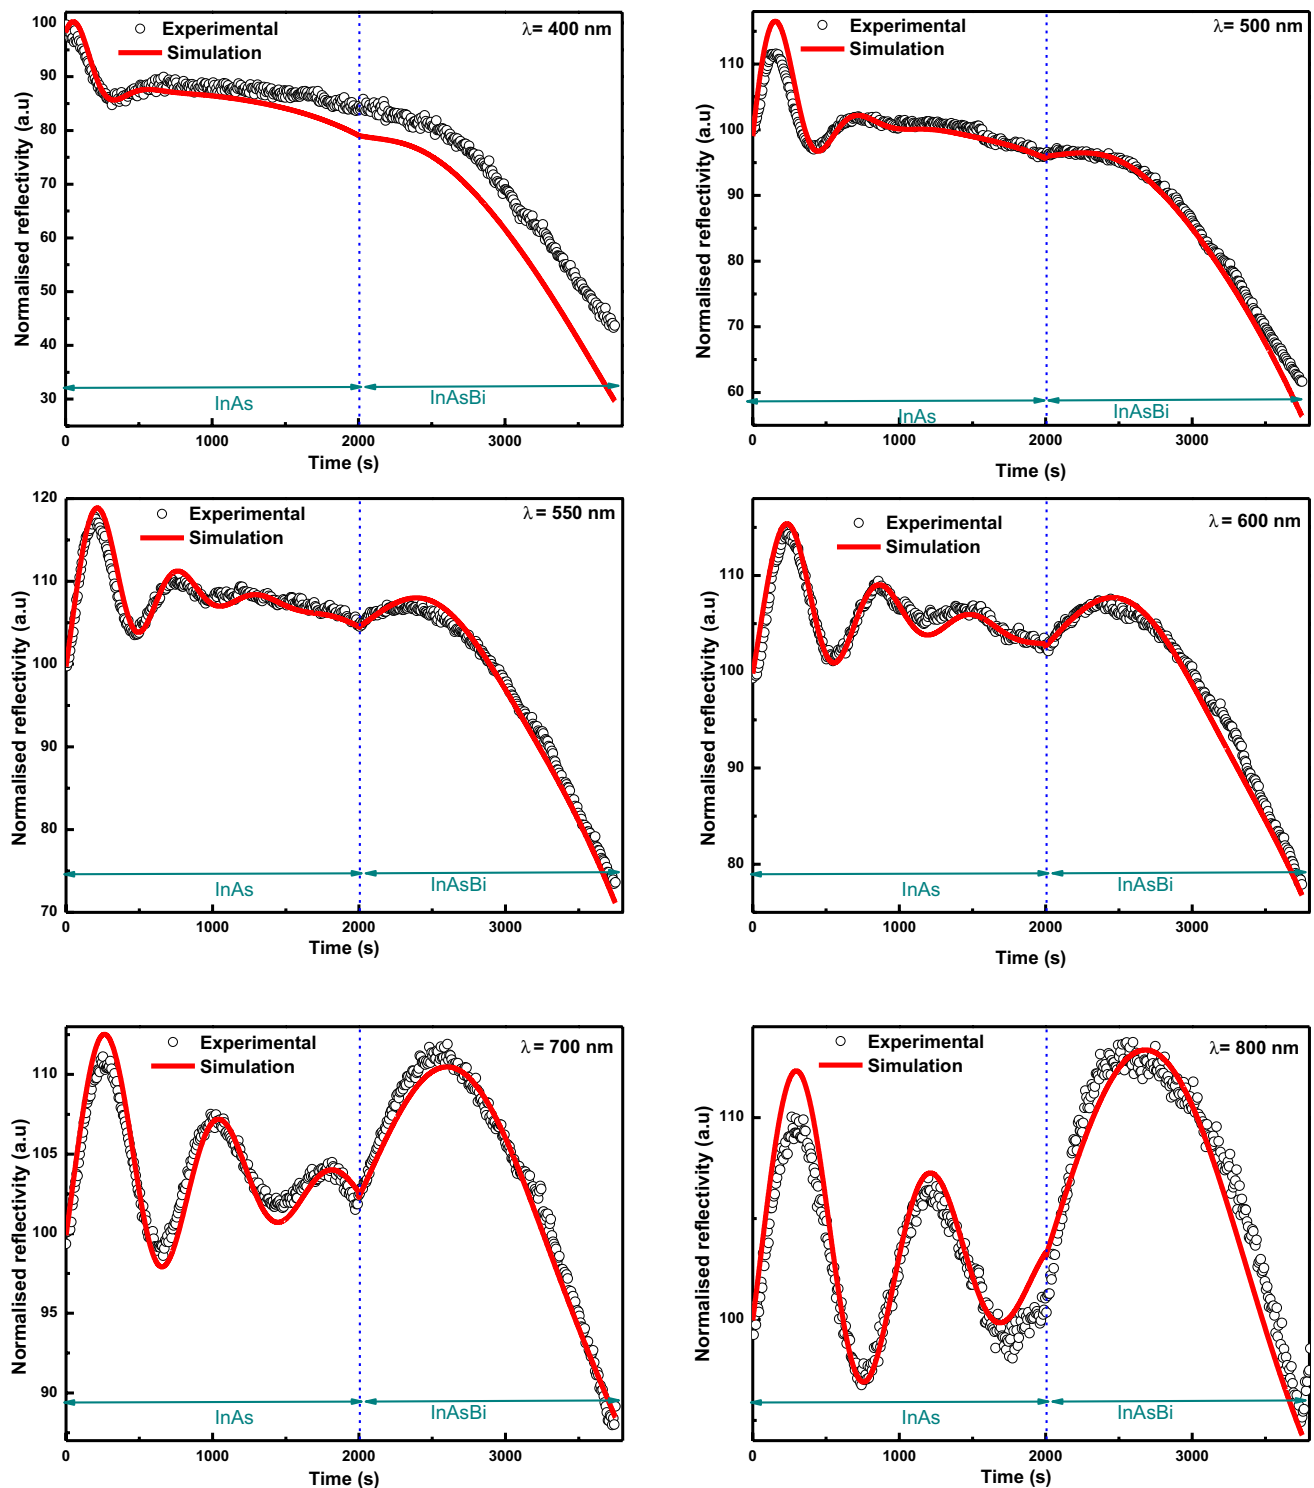 Experimental
Simulation
λ= 400 nm
Normalised reflectivity (a.u)
100
90
80
70
60
50
40
30
InAs
InAsBi
0 1000 2000 3000
Time (s)
Experimental
Simulation
λ= 500 nm
Normalised reflectivity (a.u)
110
100
90
80
70
60
InAs
InAsBi
0 1000 2000 3000
Time (s)
Experimental
Simulation
λ= 550 nm
Normalised reflectivity (a.u)
120
110
100
90
80
70
InAs
InAsBi
0 1000 2000 3000
Time (s)
Experimental
Simulation
λ= 600 nm
Normalised reflectivity (a.u)
110
100
90
80
InAs
InAsBi
0 1000 2000 3000
Time (s)
Experimental
Simulation
λ= 700 nm
Normalised reflectivity (a.u)
110
105
100
95
90
InAs
InAsBi
0 1000 2000 3000
Time (s)
Experimental
Simulation
λ= 800 nm
Normalised reflectivity (a.u)
110
100
InAs
InAsBi
0 1000 2000 3000
Time (s)